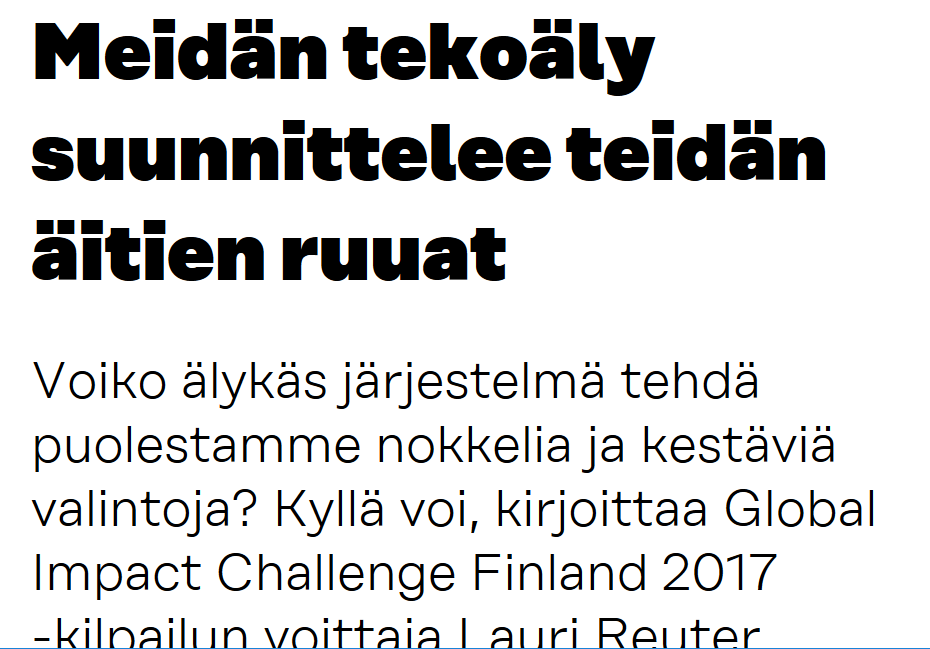 Meidän tekoäly
suunnittelee teidän
äitien ruuat
Voiko älykäs järjestelmä tehdä
puolestamme nokkelia ja kestäviä
valintoja? Kyllä voi, kirjoittaa Global
Impact Challenge Finland 2017
-kilpailun voittaja Lauri Reuter